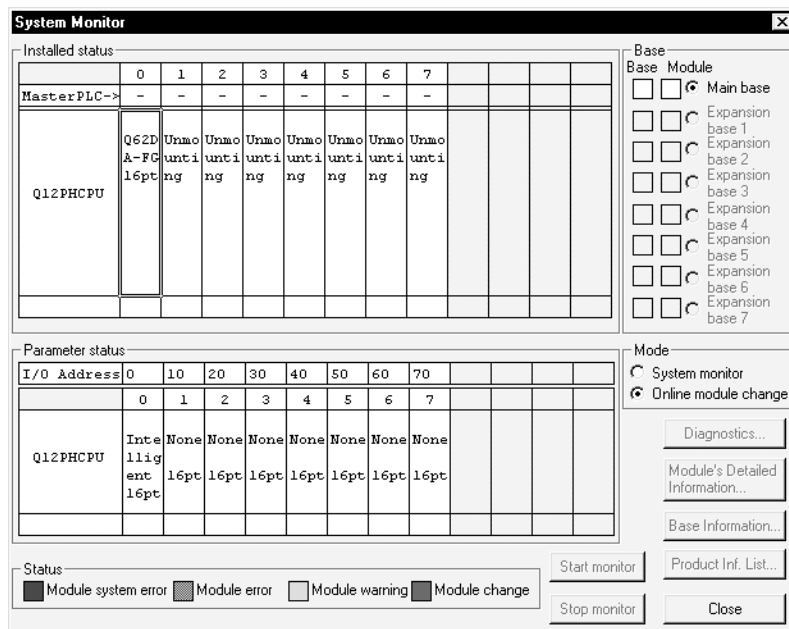 System Monitor
Installed status
0 1 2 3 4 5 6 7
MasterPLC-> - - - - - - - -
Q12PHCPU
Q62D Unmo Unmo Unmo Unmo Unmo Unmo Unmo
A-FG unti unti unti unti unti unti unti
16pt ng ng ng ng ng ng ng
Base
Base Module
Main base
Expansion
base 1
Expansion
base 2
Expansion
base 3
Expansion
base 4
Expansion
base 5
Expansion
base 6
Expansion
base 7
Parameter status
I/O Address 0 10 20 30 40 50 60 70
0 1 2 3 4 5 6 7
Q12PHCPU
Inte None None None None None None None
llig
ent 16pt 16pt 16pt 16pt 16pt 16pt 16pt
16pt
Mode
System monitor
Online module change
Diagnostics...
Module's Detailed
Information...
Base Information...
Product Inf. List...
Status
Module system error Module error Module warning Module change
Start monitor
Stop monitor
Close